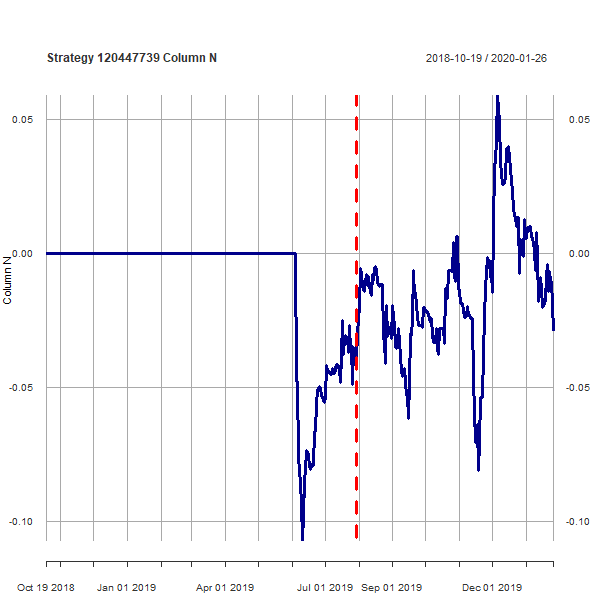 Strategy 120447739 Column N
2018-10-19 / 2020-01-26
0.05
0.05
0.00
0.00
Column N
-0.05
-0.05
-0.10
-0.10
Oct 19 2018
Jan 01 2019
Apr 01 2019
Jul 01 2019
Sep 01 2019
Dec 01 2019